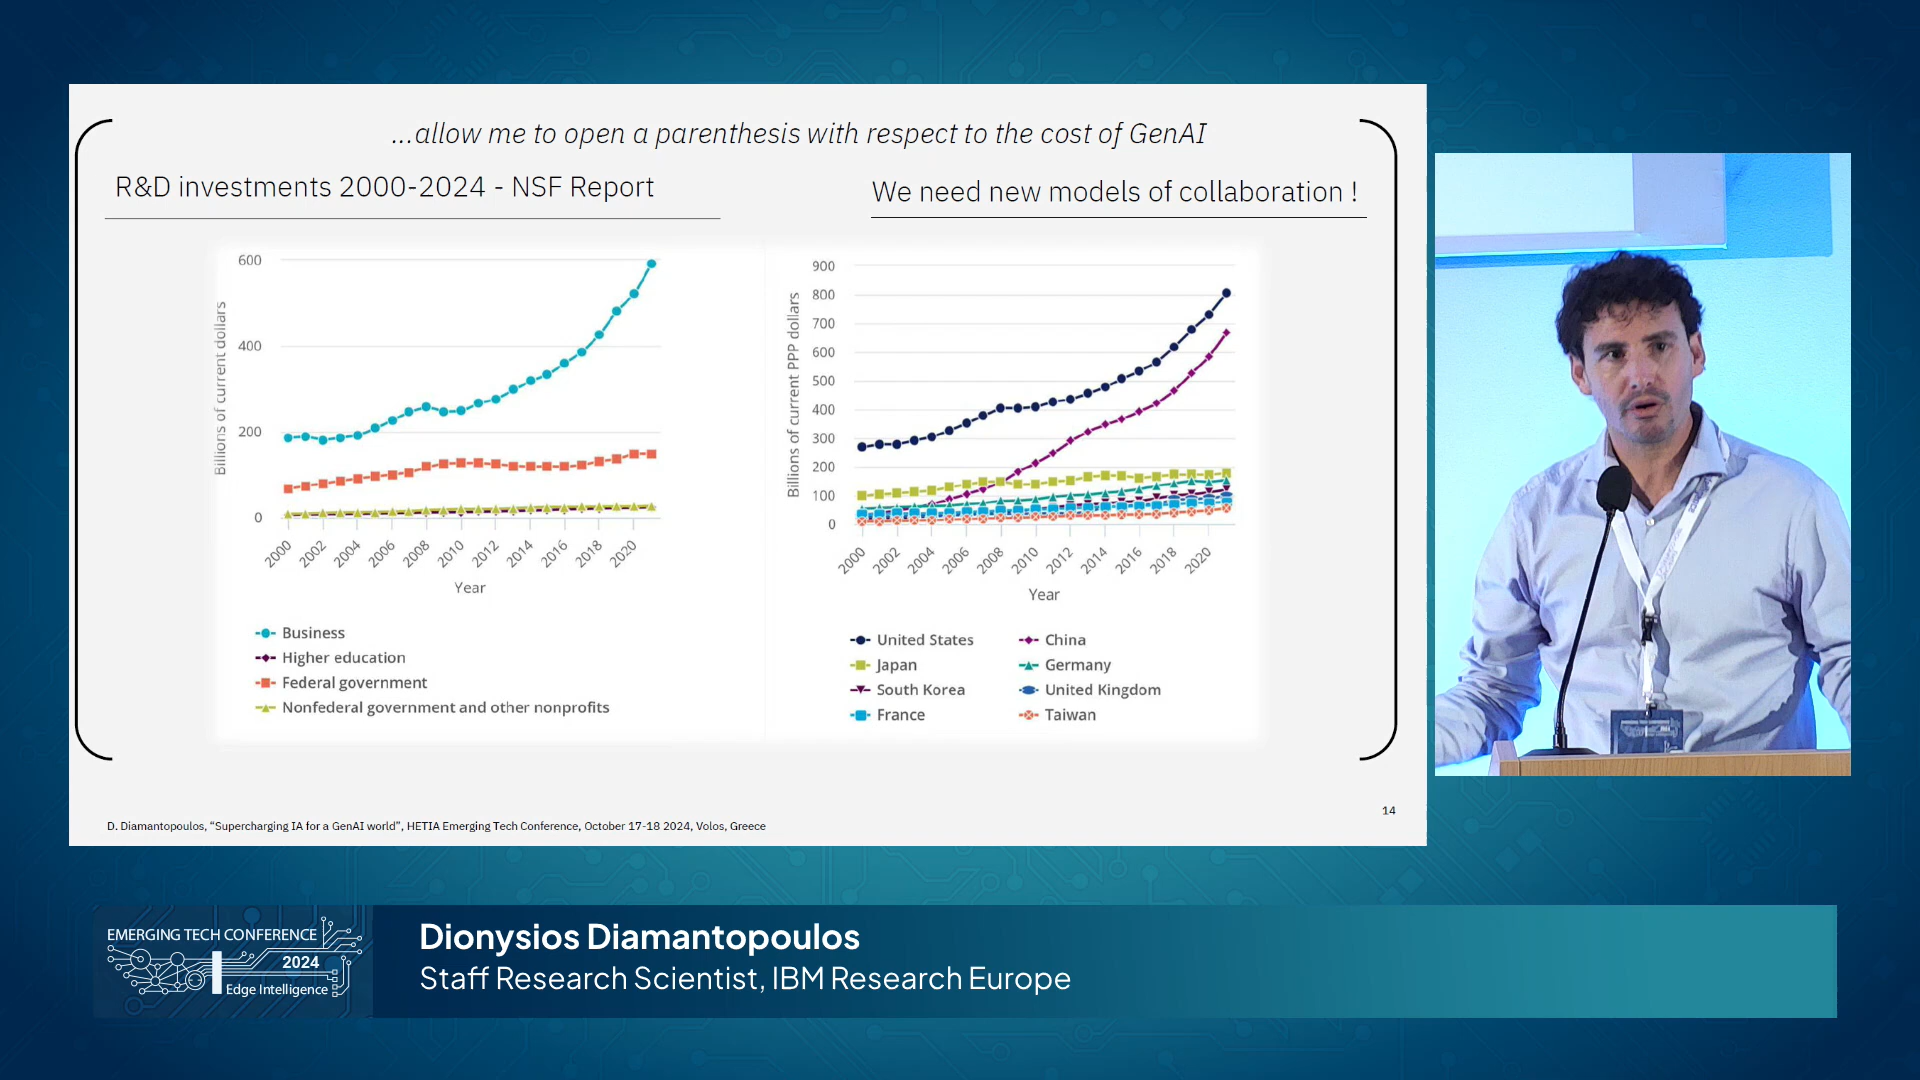 ...allow me to open a parenthesis with respect to the cost of GenAI
R&D investments 2000-2024 - NSF Report
We need new models of collaboration !
600
400
200
0
Billions of current dollars
2000
2002
2004
2006
2008
2010
2012
2014
2016
2018
2020
Year
Business
Higher education
Federal government
Nonfederal government and other nonprofits
900
800
700
600
500
400
300
200
100
0
Billions of current PPP dollars
2000
2002
2004
2006
2008
2010
2012
2014
2016
2018
2020
Year
United States
China
Japan
Germany
South Korea
United Kingdom
France
Taiwan
14
D. Diamantopoulos, “Supercharging IA for a GenAI world”, HETIA Emerging Tech Conference, October 17-18 2024, Volos, Greece
EMERGING TECH CONFERENCE
2024
Edge Intelligence
Dionysios Diamantopoulos
Staff Research Scientist, IBM Research Europe